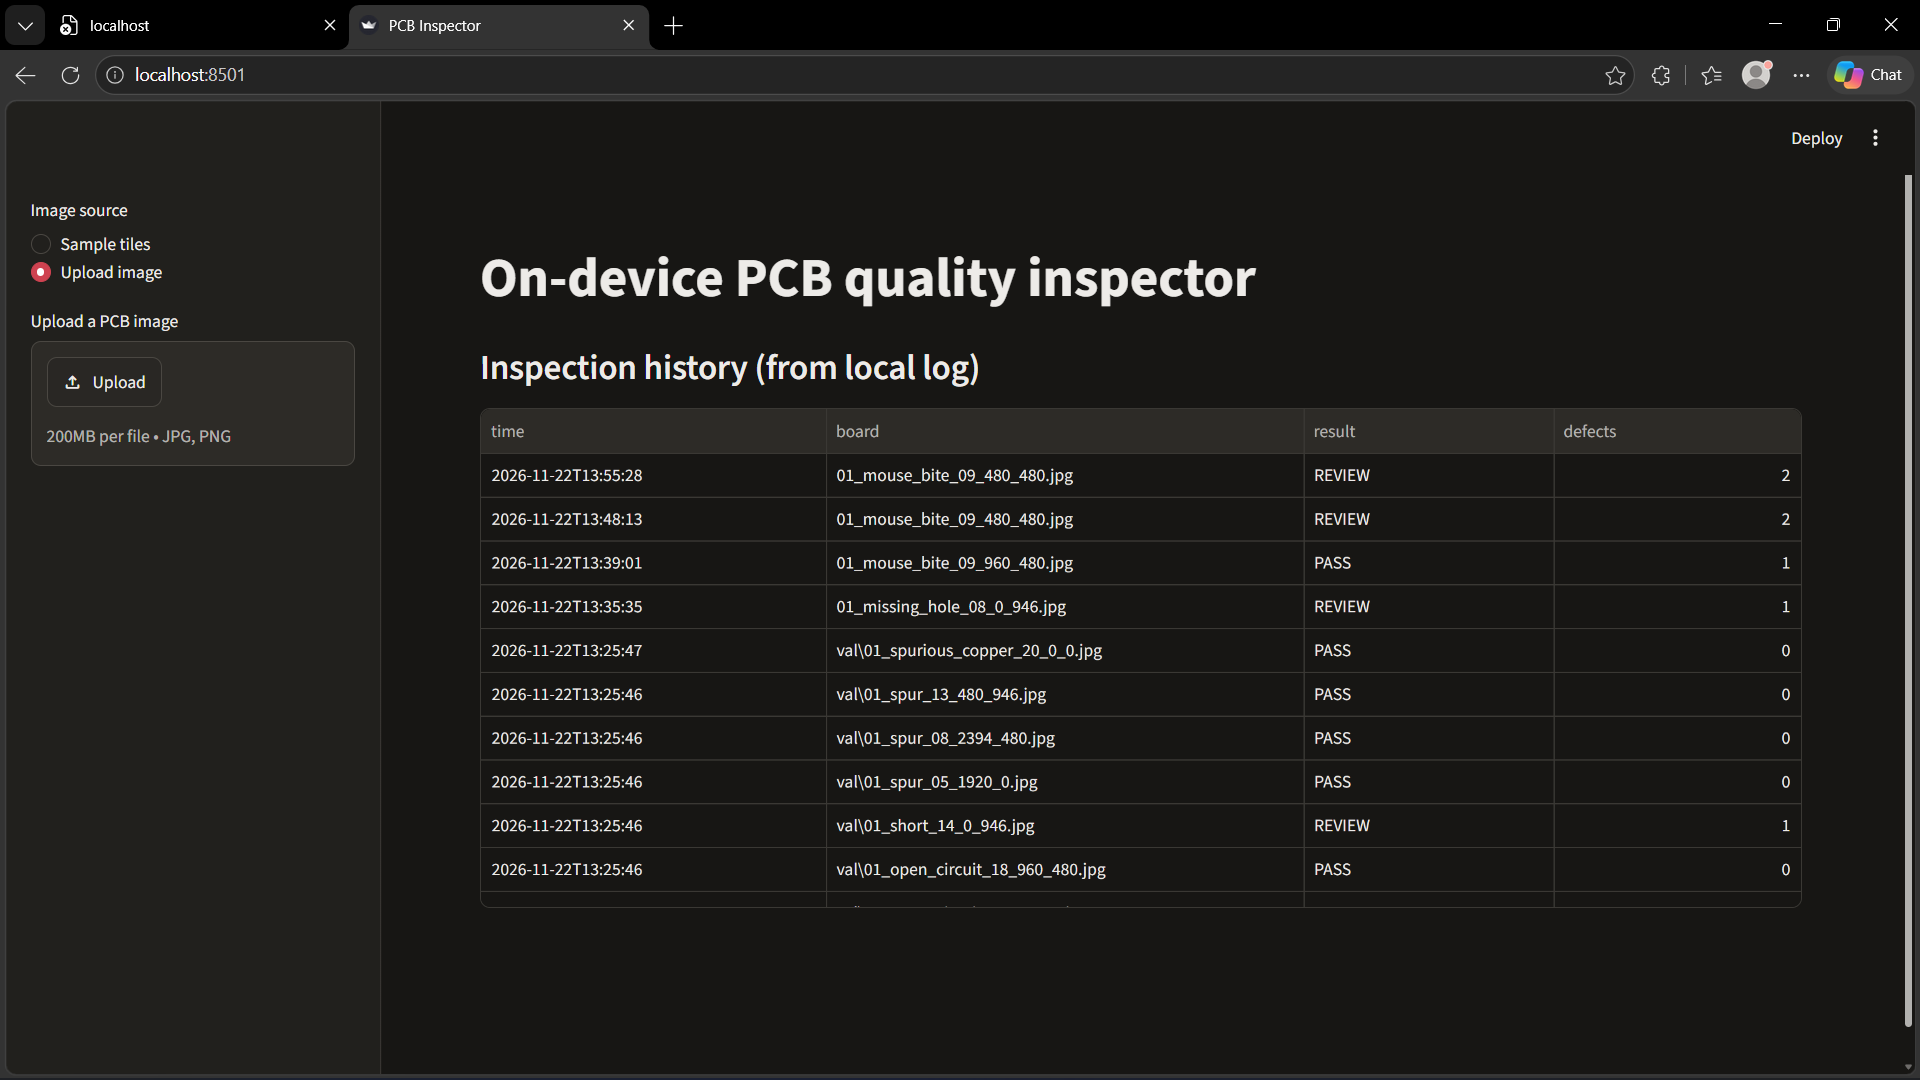 localhost
PCB Inspector
localhost:8501
Chat
Deploy
Image source
Sample tiles
Upload image
Upload a PCB image
Upload
200MB per file • JPG, PNG
On-device PCB quality inspector
Inspection history (from local log)
time board result defects
2026-11-22T13:55:28 01_mouse_bite_09_480_480.jpg REVIEW 2
2026-11-22T13:48:13 01_mouse_bite_09_480_480.jpg REVIEW 2
2026-11-22T13:39:01 01_mouse_bite_09_960_480.jpg PASS 1
2026-11-22T13:35:35 01_missing_hole_08_0_946.jpg REVIEW 1
2026-11-22T13:25:47 val\01_spurious_copper_20_0_0.jpg PASS 0
2026-11-22T13:25:46 val\01_spur_13_480_946.jpg PASS 0
2026-11-22T13:25:46 val\01_spur_08_2394_480.jpg PASS 0
2026-11-22T13:25:46 val\01_spur_05_1920_0.jpg PASS 0
2026-11-22T13:25:46 val\01_short_14_0_946.jpg REVIEW 1
2026-11-22T13:25:46 val\01_open_circuit_18_960_480.jpg PASS 0